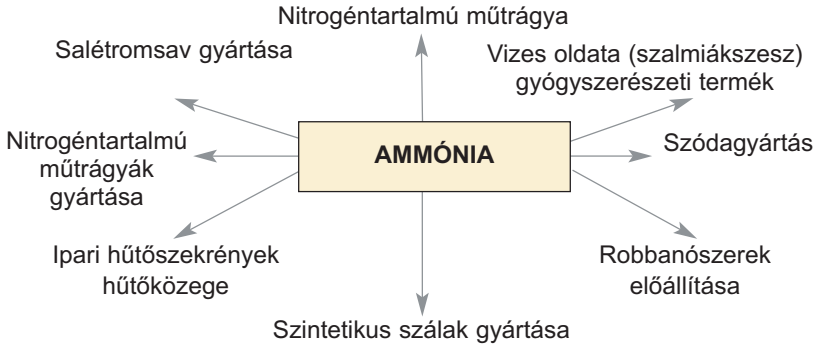 Nitrogéntartalmú műtrágya
Salétromsav gyártása
Vizes oldata (szalmiákszesz)
gyógyszerészeti termék
Nitrogéntartalmú
műtrágyák
gyártása
AMMÓNIA
Szódagyártás
Ipari hűtőszekrények
hűtőközege
Robbanószerek
előállítása
Szintetikus szálak gyártása